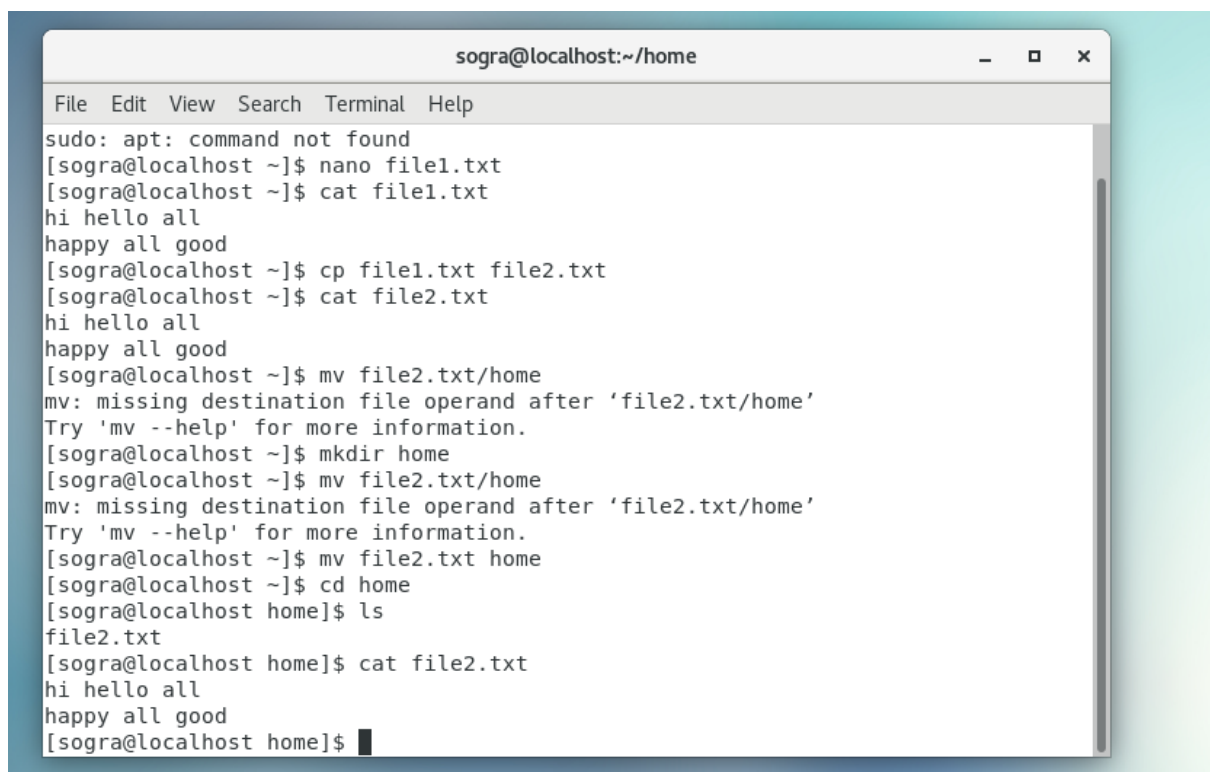 sogra@localhost:~/home
File Edit View Search Terminal Help
sudo: apt: command not found
[sogra@localhost ~]$ nano file1.txt
[sogra@localhost ~]$ cat file1.txt
hi hello all
happy all good
[sogra@localhost ~]$ cp file1.txt file2.txt
[sogra@localhost ~]$ cat file2.txt
hi hello all
happy all good
[sogra@localhost ~]$ mv file2.txt/home
mv: missing destination file operand after ‘file2.txt/home’
Try 'mv --help' for more information.
[sogra@localhost ~]$ mkdir home
[sogra@localhost ~]$ mv file2.txt/home
mv: missing destination file operand after ‘file2.txt/home’
Try 'mv --help' for more information.
[sogra@localhost ~]$ mv file2.txt home
[sogra@localhost ~]$ cd home
[sogra@localhost home]$ ls
file2.txt
[sogra@localhost home]$ cat file2.txt
hi hello all
happy all good
[sogra@localhost home]$